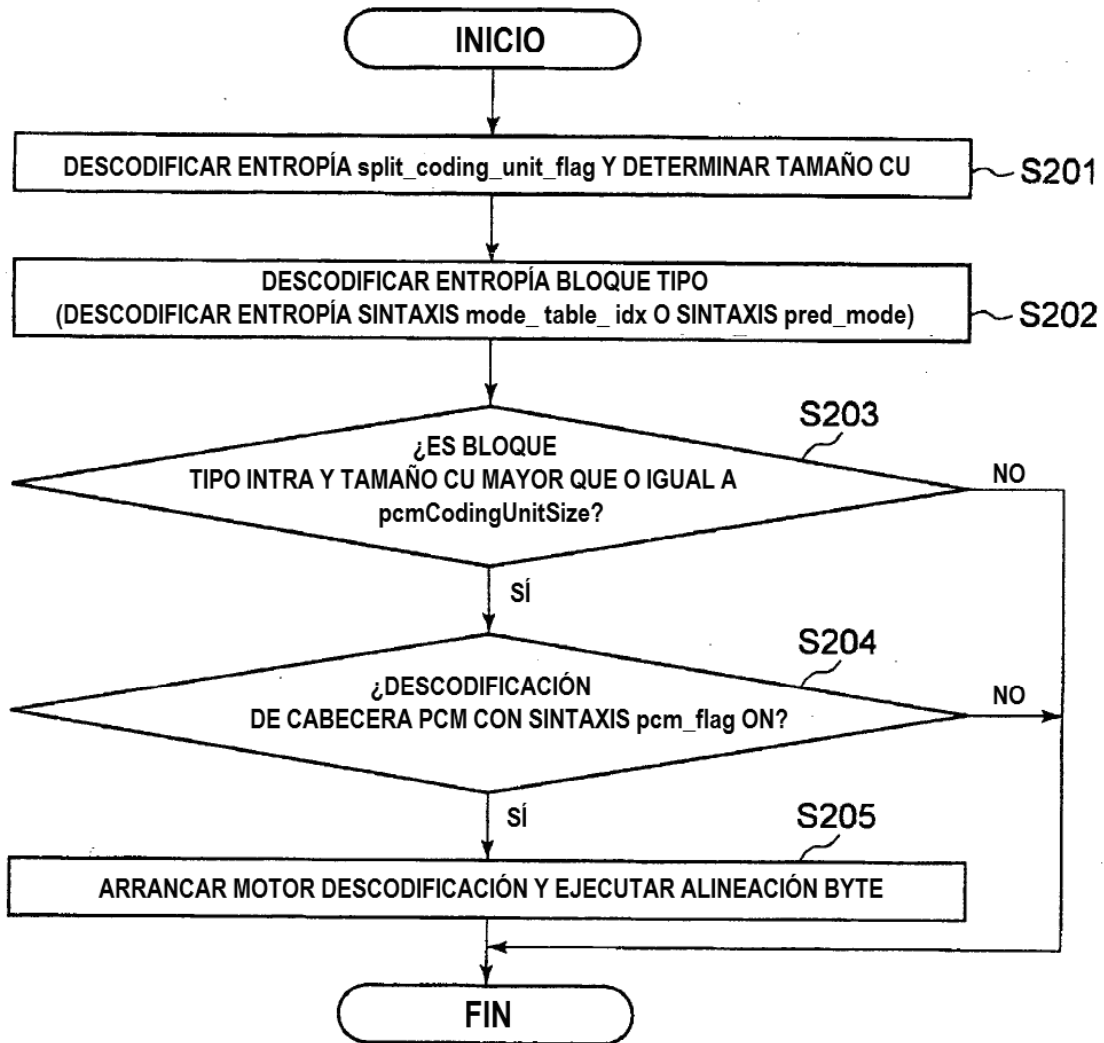 INICIO
DESCODIFICAR ENTROPÍA split_coding_unit_flag Y DETERMINAR TAMAÑO CU
S201
DESCODIFICAR ENTROPÍA BLOQUE TIPO
(DESCODIFICAR ENTROPÍA SINTAXIS mode_ table_ idx O SINTAXIS pred_mode)
S202
S203
¿ES BLOQUE
TIPO INTRA Y TAMAÑO CU MAYOR QUE O IGUAL A
pcmCodingUnitSize?
NO
SÍ
S204
¿DESCODIFICACIÓN
DE CABECERA PCM CON SINTAXIS pcm_flag ON?
NO
SÍ
S205
ARRANCAR MOTOR DESCODIFICACIÓN Y EJECUTAR ALINEACIÓN BYTE
FIN